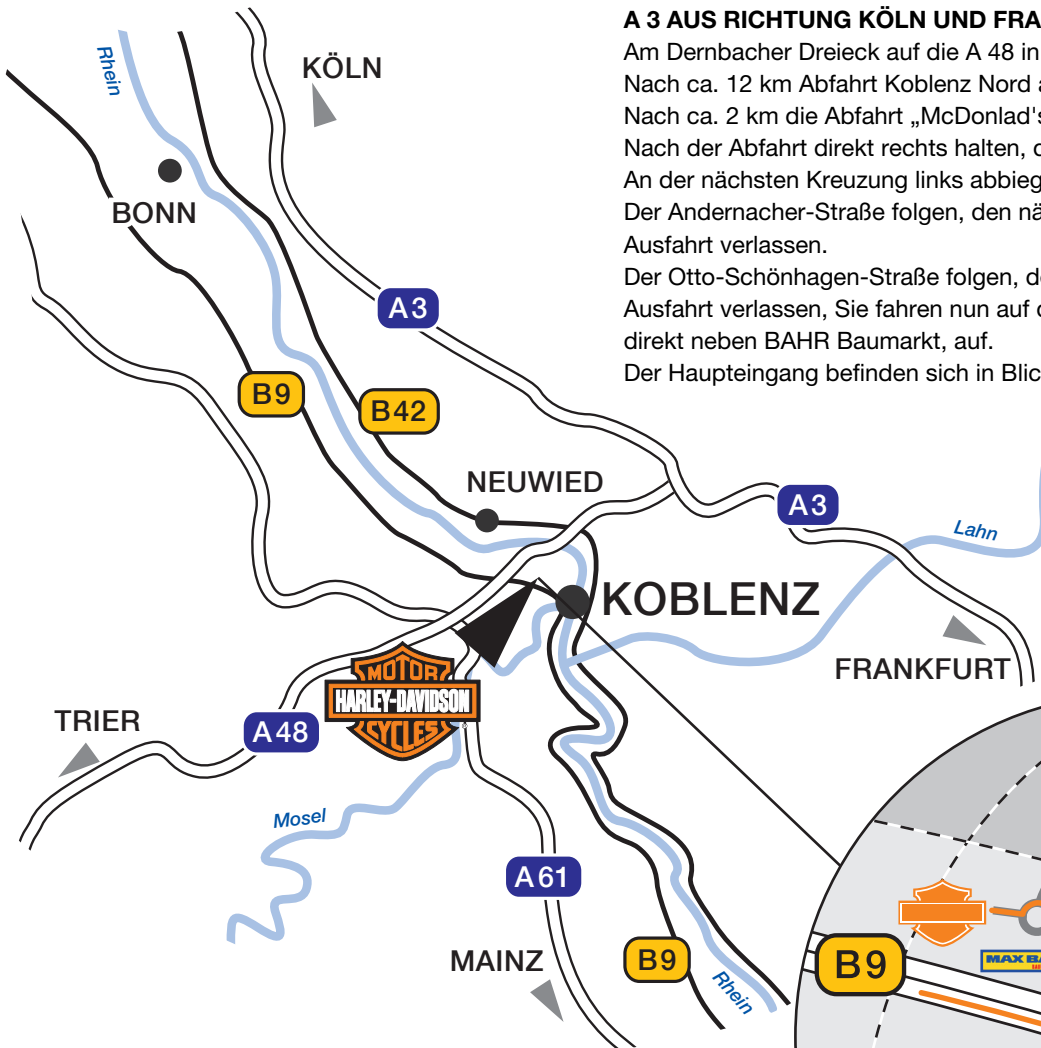 A 3 AUS RICHTUNG KÖLN UND FRA
Am Dernbacher Dreieck auf die A 48 in
Nach ca. 12 km Abfahrt Koblenz Nord a
Nach ca. 2 km die Abfahrt „McDonlad's
Nach der Abfahrt direkt rechts halten, d
An der nächsten Kreuzung links abbieg
Der Andernacher-Straße folgen, den nä
Ausfahrt verlassen.
Der Otto-Schönhagen-Straße folgen, de
Ausfahrt verlassen, Sie fahren nun auf d
direkt neben BAHR Baumarkt, auf.
Der Haupteingang befinden sich in Blic
Rhein
KÖLN
BONN
A3
B9
B42
NEUWIED
A3
Lahn
KOBLENZ
FRANKFURT
MOTOR
HARLEY-DAVIDSON
CYCLES
TRIER
A48
Mosel
A61
MAINZ
B9
Rhein
B9
MAX BA